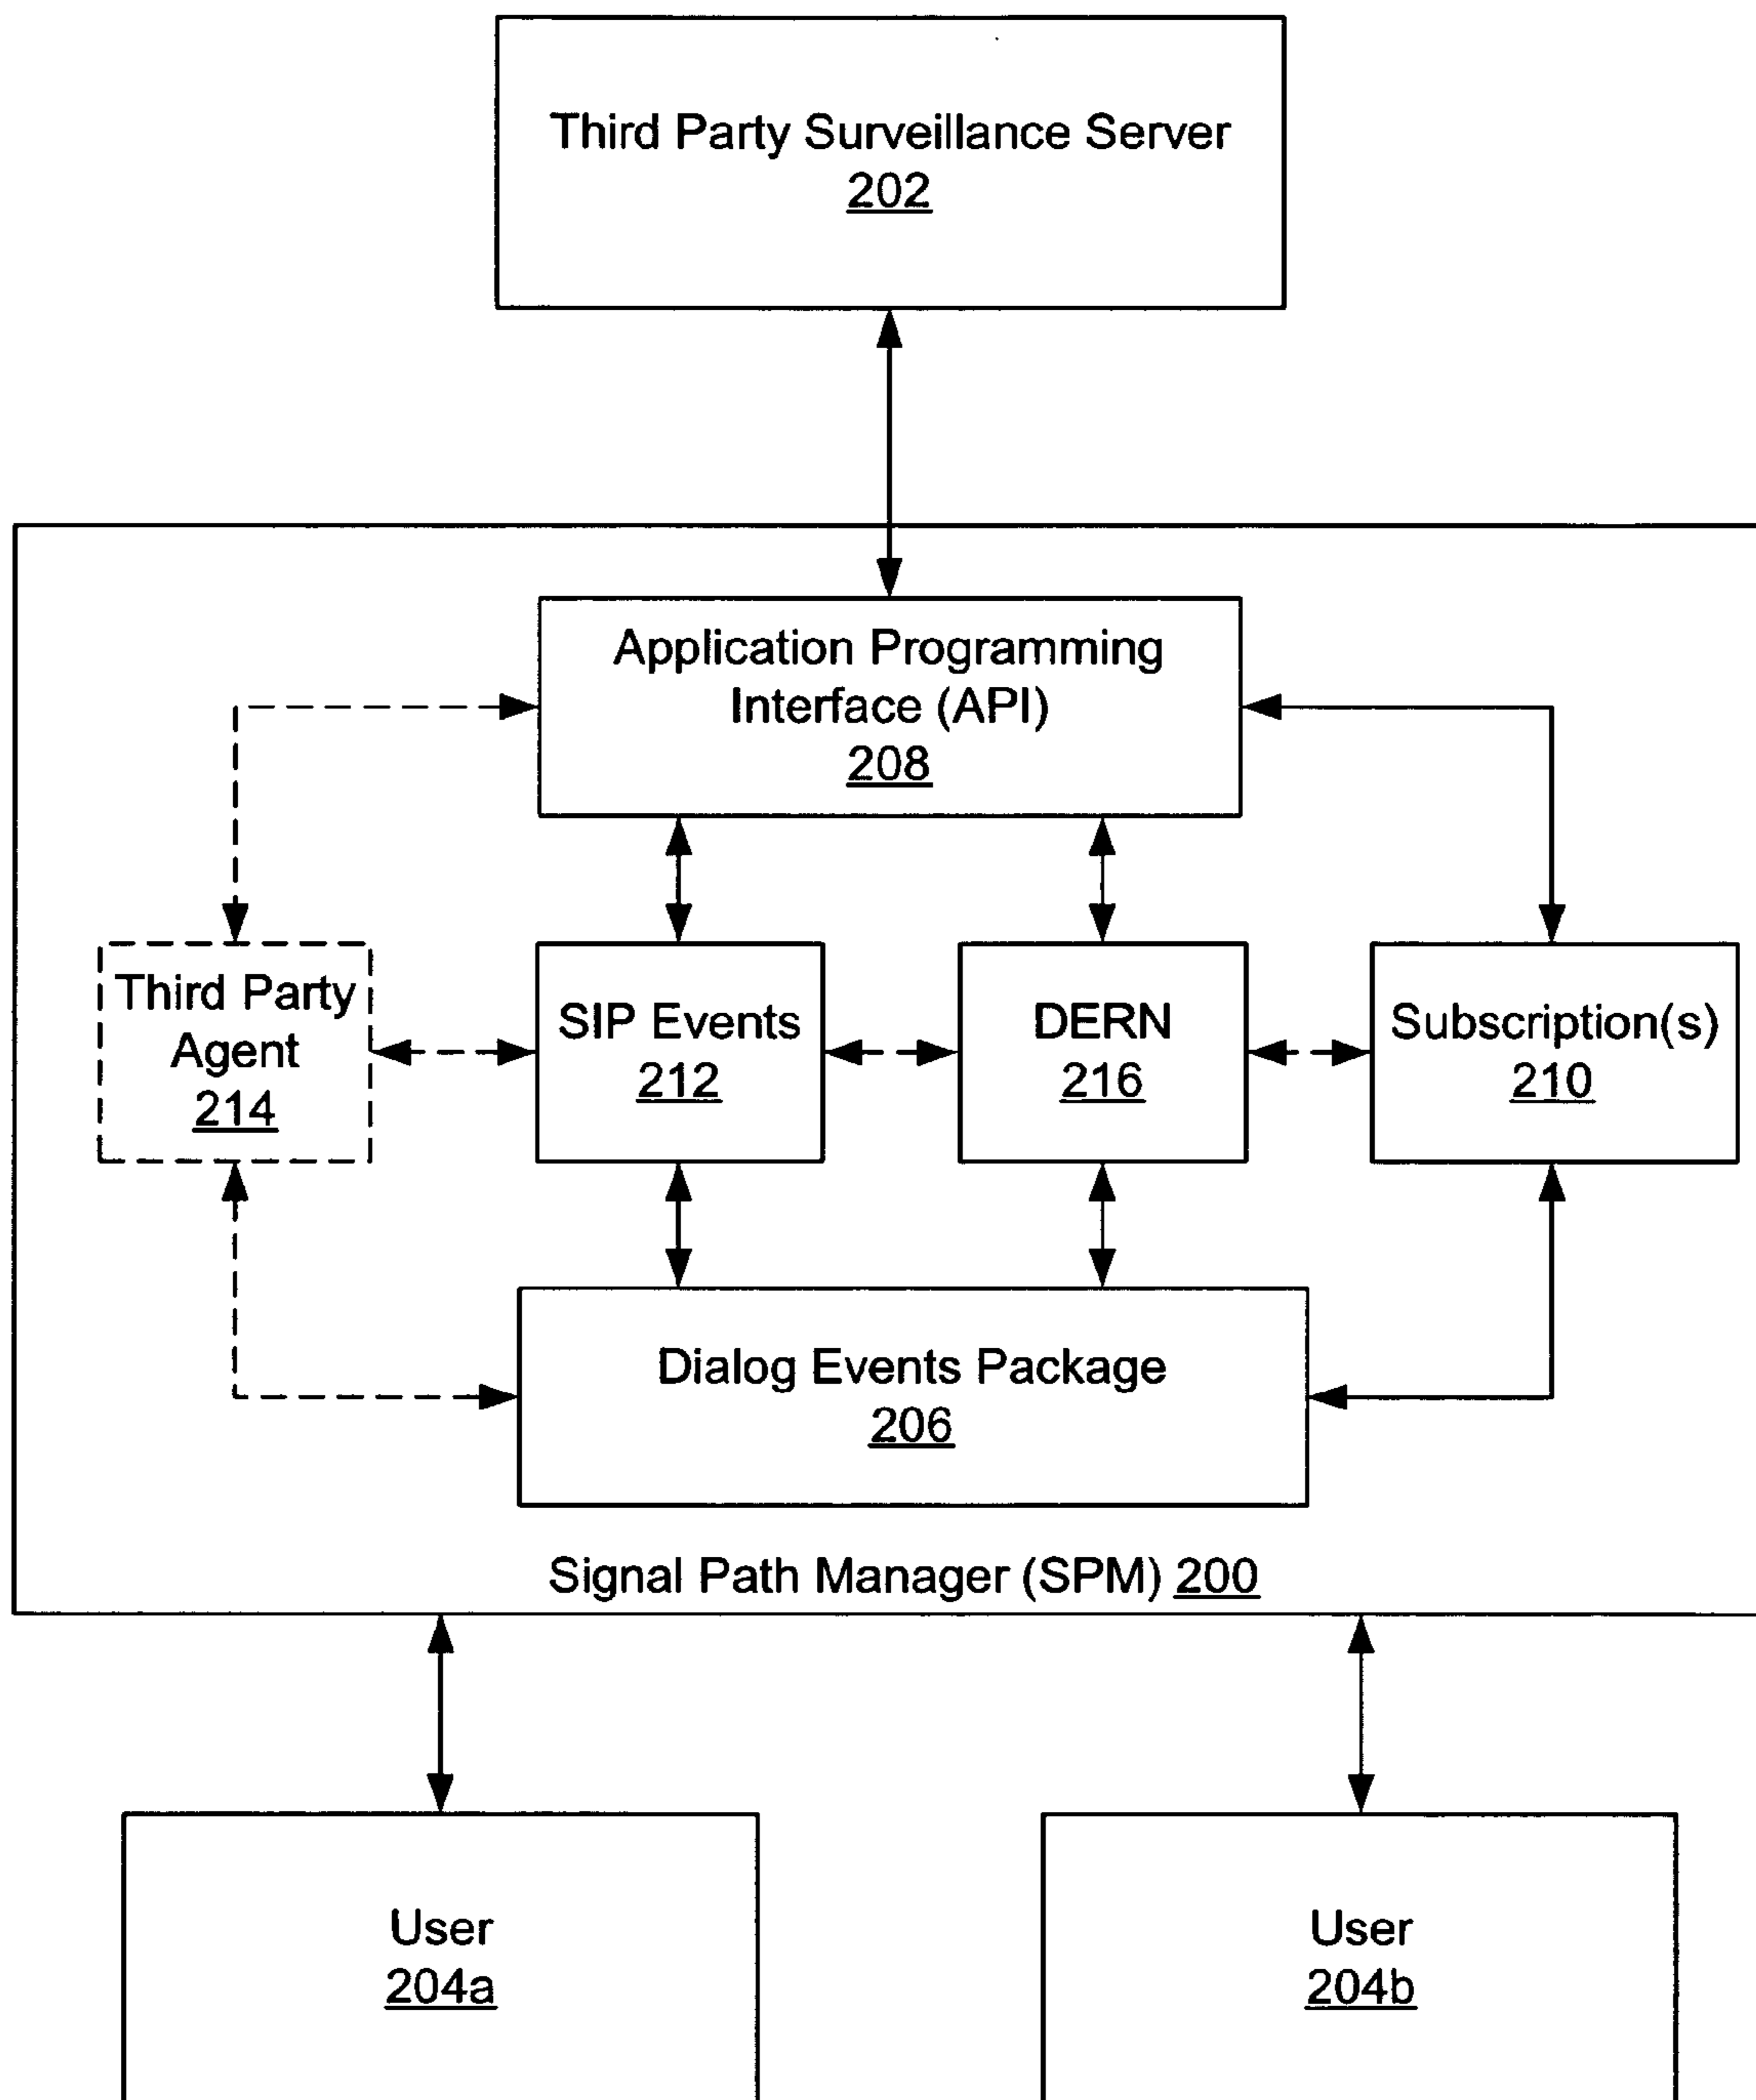 Third Party Surveillance Server
202
Application Programming
Interface (API)
208
Third Party
Agent
214
SIP Events
212
DERN
216
Subscription(s)
210
Dialog Events Package
206
Signal Path Manager (SPM) 200
User
204a
User
204b